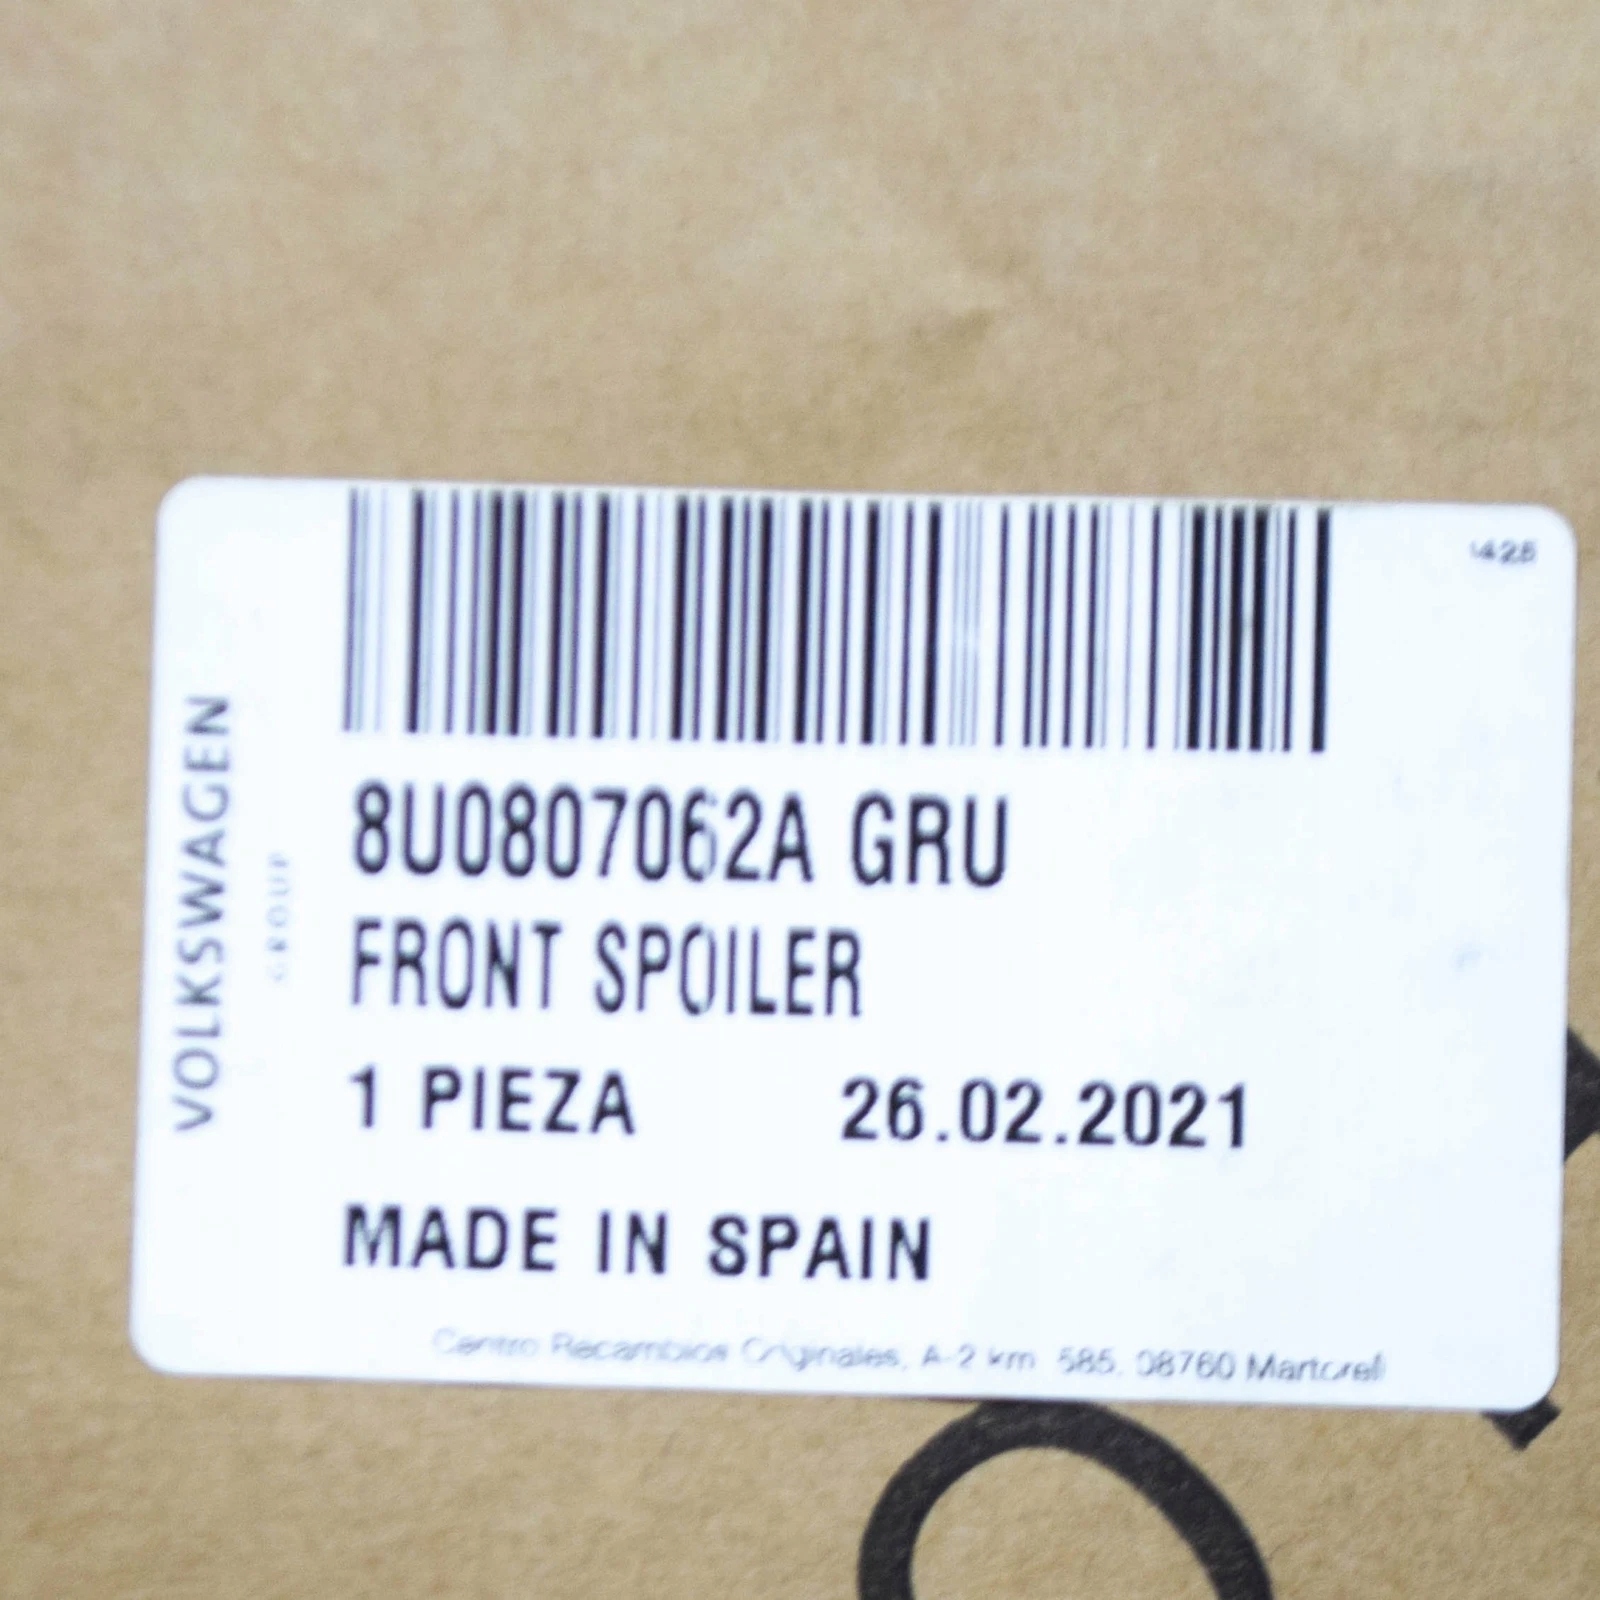 VOLKSWAGEN
GROUP
8U0807062A GRU
FRONT SPOILER
1 PIEZA 26.02.2021
MADE IN SPAIN
Centro Recambios Originales, A-2 km 585. 08760 Martorell